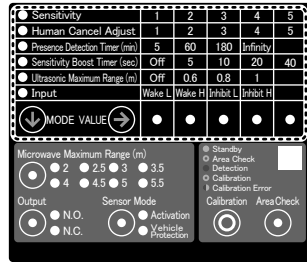 Sensitivity 1 2 3 4 5
Human Cancel Adjust 1 2 3 4 5
Presence Detection Timer (min) 5 60 180 Infinity
Sensitivity Boost Timer (sec) Off 5 10 20 40
Ultrasonic Maximum Range (m) Off 0.6 0.8 1
Input Wake L Wake H Inhibit L Inhibit H
MODE VALUE
Microwave Maximum Range (m)
2 2.5 3 3.5
4 4.5 5 5.5
Output Sensor Mode
N.O. Activation
N.C. Vehicle Protection
Standby
Area Check
Detection
Calibration
Calibration Error
Calibration Area Check